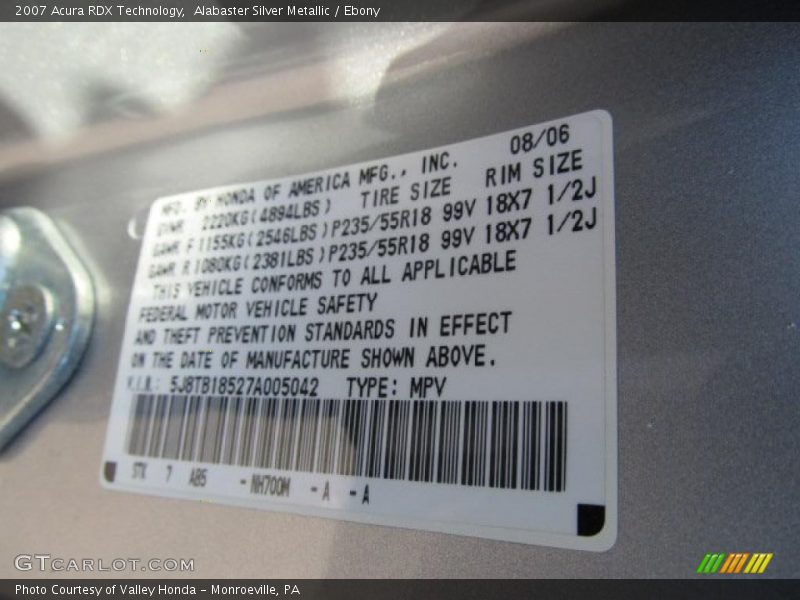 2007 Acura RDX Technology, Alabaster Silver Metallic / Ebony
MFD. BY HONDA OF AMERICA MFG., INC. 08/06
GVWR 2220KG(4894LBS) TIRE SIZE RIM SIZE
GAWR F 1155KG(2546LBS)P235/55R18 99V 18X7 1/2J
GAWR R 1080KG(2381LBS)P235/55R18 99V 18X7 1/2J
THIS VEHICLE CONFORMS TO ALL APPLICABLE
FEDERAL MOTOR VEHICLE SAFETY
AND THEFT PREVENTION STANDARDS IN EFFECT
ON THE DATE OF MANUFACTURE SHOWN ABOVE.
V.I.N.: 5J8TB18527A005042 TYPE: MPV
STK 7 AB5 -NH700M -A -A
GTCARLOT.COM
Photo Courtesy of Valley Honda - Monroeville, PA